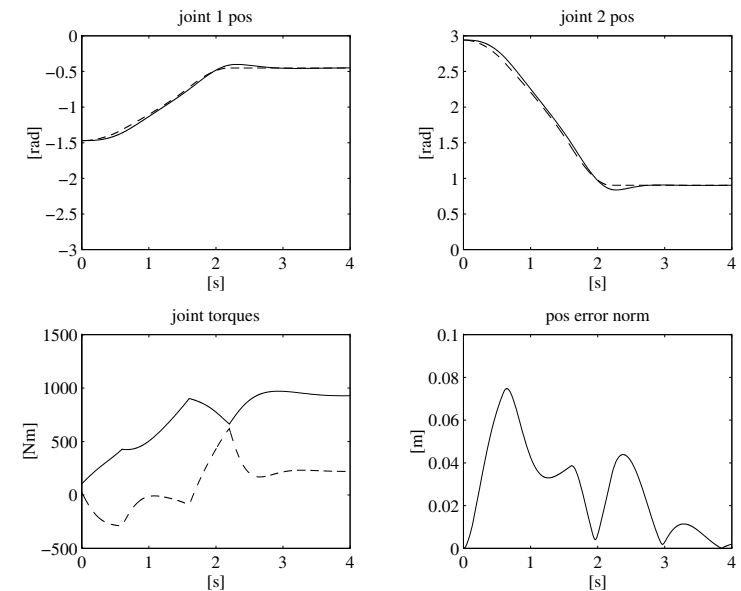 joint 1 pos
0
−0.5
−1
−1.5
−2
−2.5
−3
[rad]
0 1 2 3 4
[s]
joint 2 pos
3
2.5
2
1.5
1
0.5
0
[rad]
0 1 2 3 4
[s]
joint torques
1500
1000
500
0
−500
[Nm]
0 1 2 3 4
[s]
pos error norm
0.1
0.08
0.06
0.04
0.02
0
[m]
0 1 2 3 4
[s]